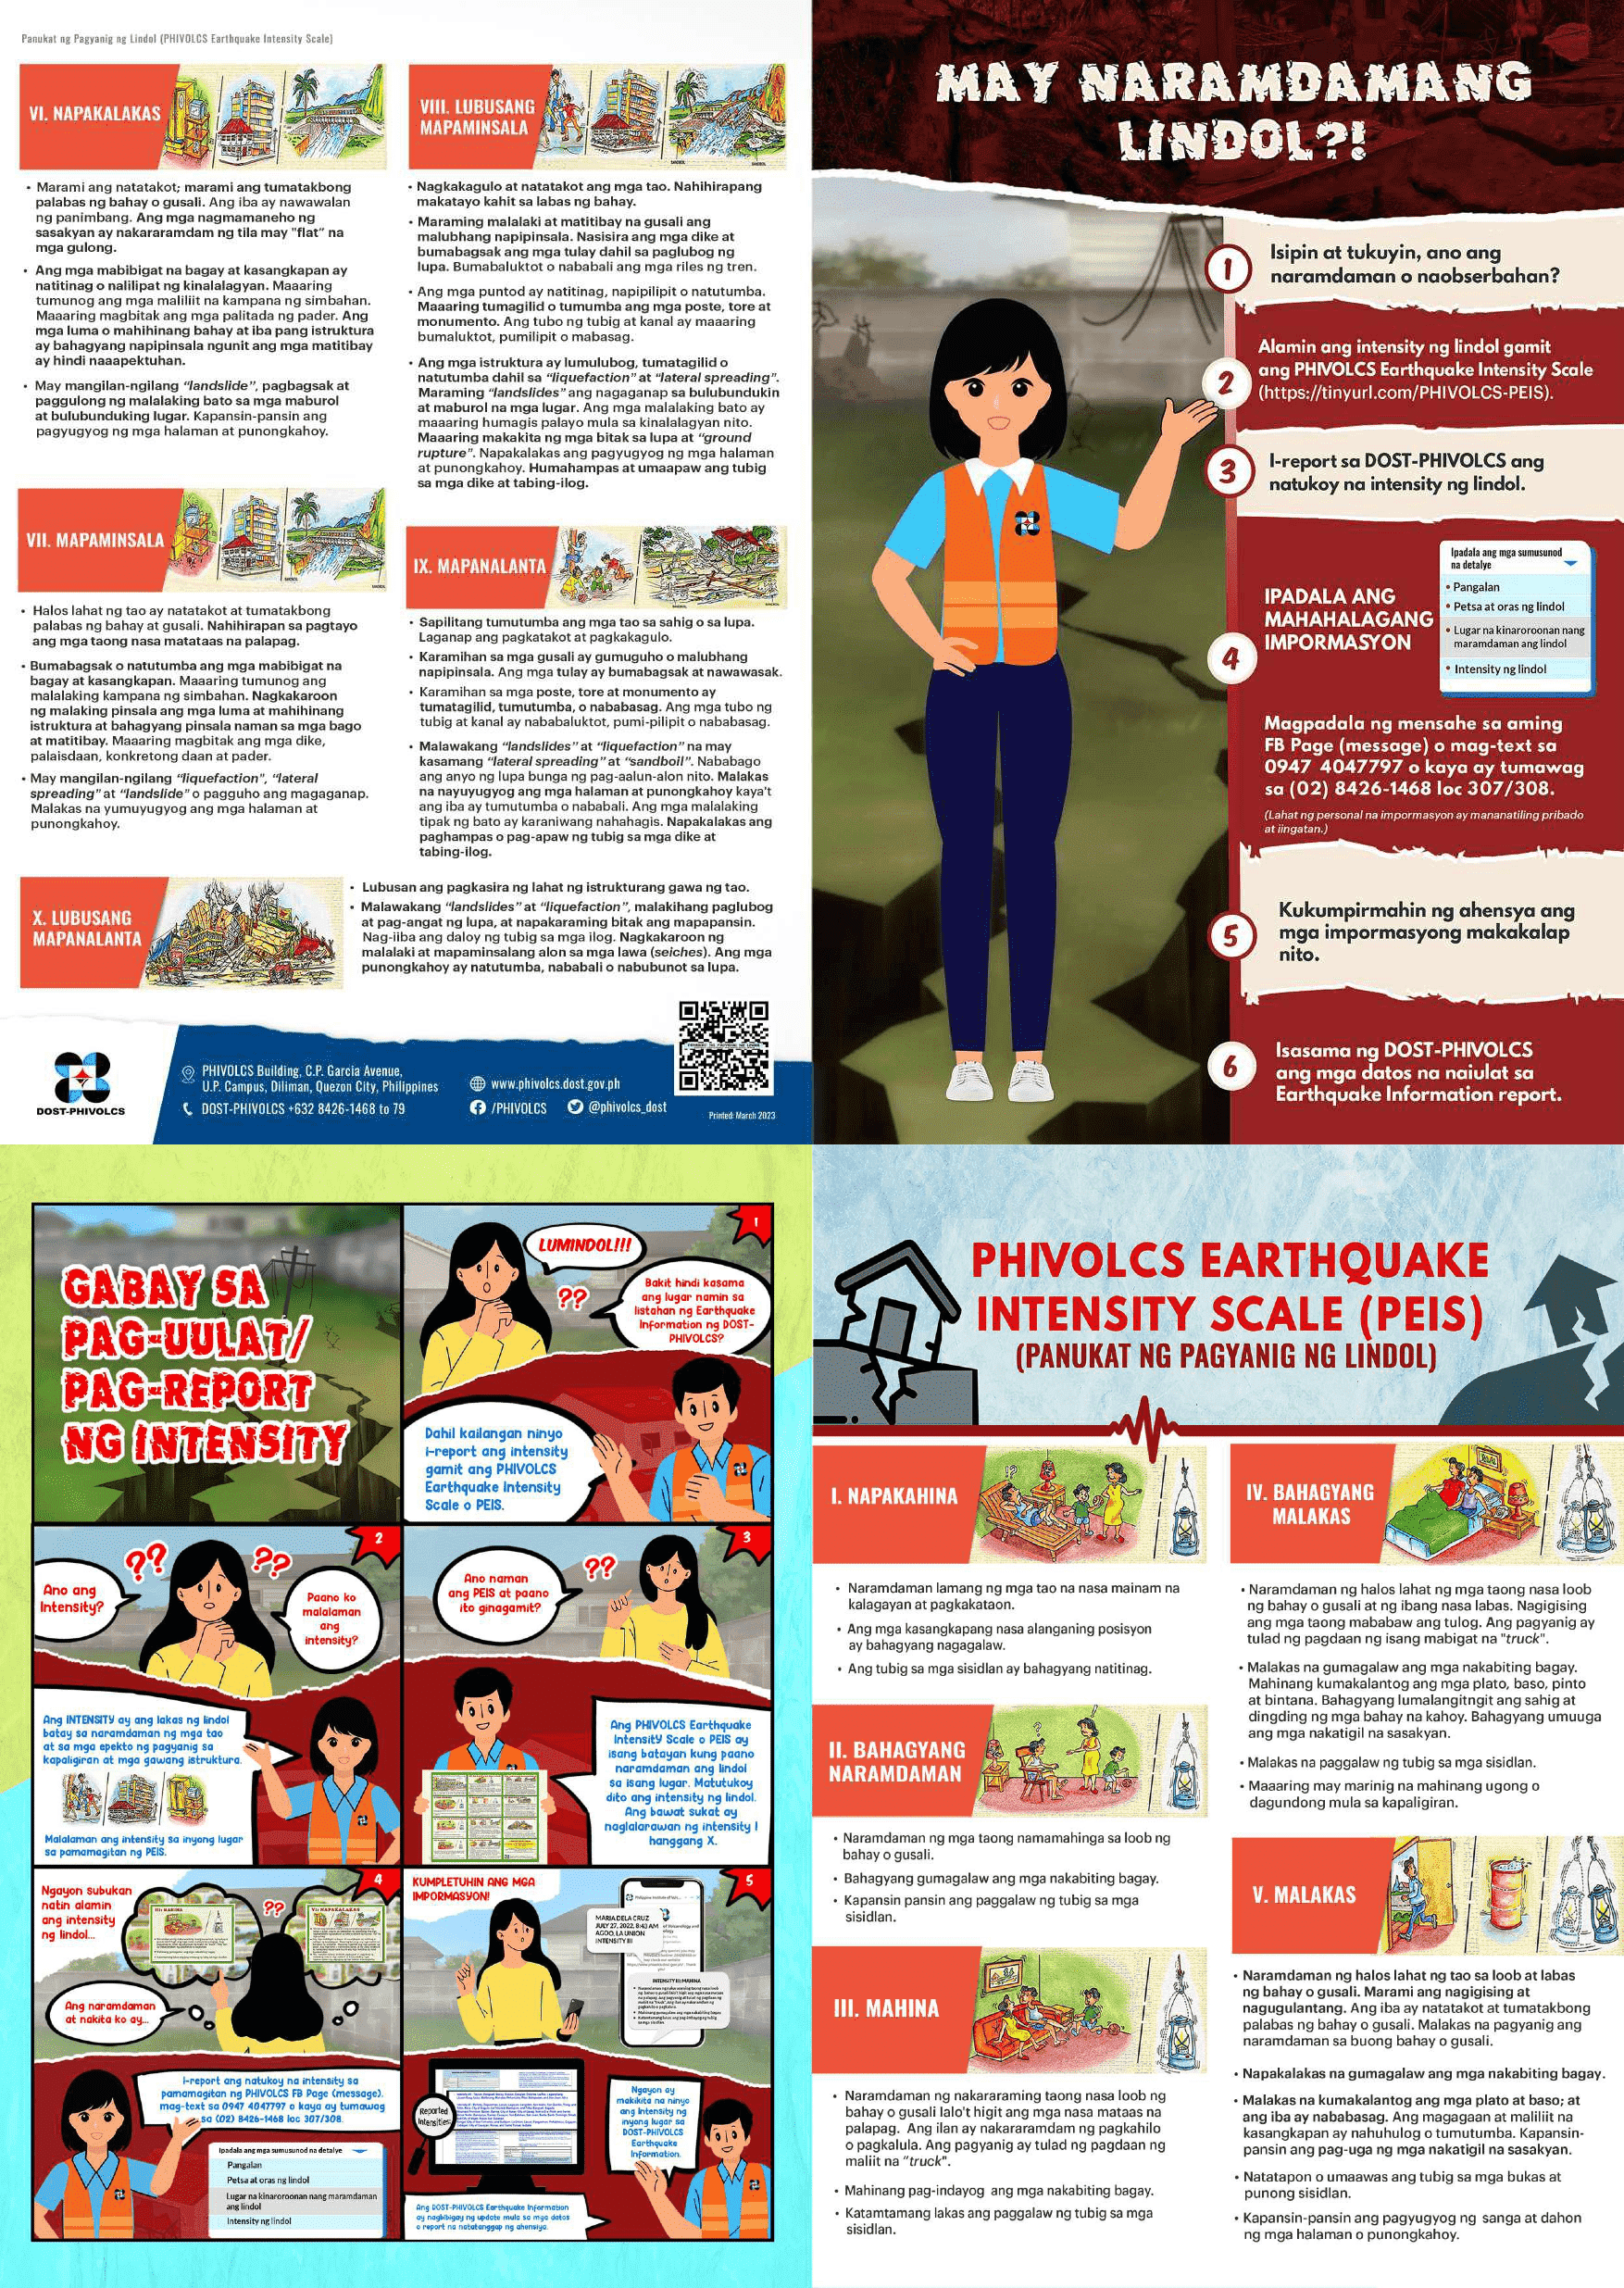 Panukat ng Pagyanig ng Lindol (PHIVOLCS Earthquake Intensity Scale)
VI. NAPAKALAKAS
• Marami ang natatakot; marami ang tumatakbong
palabas ng bahay o gusali. Ang iba ay nawawalan
ng panimbang. Ang mga nagmamaneho ng
sasakyan ay nakararamdam ng tila may "flat" na
mga gulong.
• Ang mga mabibigat na bagay at kasangkapan ay
natitinag o nalilipat ng kinalalagyan. Maaaring
tumunog ang mga maliliit na kampana ng simbahan.
Maaaring magbitak ang mga palitada ng pader. Ang
mga luma o mahihinang bahay at iba pang istruktura
ay bahagyang napipinsala ngunit ang mga matitibay
ay hindi naaapektuhan.
• May mangilan-ngilang “landslide”, pagbagsak at
paggulong ng malalaking bato sa mga maburol
at bulubunduking lugar. Kapansin-pansin ang
pagyugyog ng mga halaman at punongkahoy.
VII. MAPAMINSALA
• Halos lahat ng tao ay natatakot at tumatakbong
palabas ng bahay at gusali. Nahihirapan sa pagtayo
ang mga taong nasa matataas na palapag.
• Bumabagsak o natutumba ang mga mabibigat na
bagay at kasangkapan. Maaaring tumunog ang
malalaking kampana ng simbahan. Nagkakaroon
ng malaking pinsala ang mga luma at mahihinang
istruktura at bahagyang pinsala naman sa mga bago
at matitibay. Maaaring magbitak ang mga dike,
palaisdaan, konkretong daan at pader.
• May mangilan-ngilang “liquefaction”, “lateral
spreading” at “landslide” o pagguho ang magaganap.
Malakas na yumuyugyog ang mga halaman at
punongkahoy.
VIII. LUBUSANG
MAPAMINSALA
• Nagkakagulo at natatakot ang mga tao. Nahihirapang
makatayo kahit sa labas ng bahay.
• Maraming malalaki at matitibay na gusali ang
malubhang napipinsala. Nasisira ang mga dike at
bumabagsak ang mga tulay dahil sa paglubog ng
lupa. Bumabaluktot o nababali ang mga riles ng tren.
• Ang mga puntod ay natitinag, napipilipit o natutumba.
Maaaring tumagilid o tumumba ang mga poste, tore at
monumento. Ang tubo ng tubig at kanal ay maaaring
bumaluktot, pumilipit o mabasag.
• Ang mga istruktura ay lumulubog, tumatagilid o
natutumba dahil sa “liquefaction” at “lateral spreading”.
Maraming “landslides” ang nagaganap sa bulubundukin
at maburol na mga lugar. Ang mga malalaking bato ay
maaaring humagis palayo mula sa kinalalagyan nito.
Maaaring makakita ng mga bitak sa lupa at “ground
rupture”. Napakalakas ang pagyugyog ng mga halaman
at punongkahoy. Humahampas at umaapaw ang tubig
sa mga dike at tabing-ilog.
IX. MAPANALANTA
• Sapilitang tumutumba ang mga tao sa sahig o sa lupa.
Laganap ang pagkatakot at pagkakagulo.
• Karamihan sa mga gusali ay gumuguho o malubhang
napipinsala. Ang mga tulay ay bumabagsak at nawawasak.
• Karamihan sa mga poste, tore at monumento ay
tumatagilid, tumutumba, o nababasag. Ang mga tubo ng
tubig at kanal ay nababaluktot, pumi-pilipit o nababasag.
• Malawakang “landslides” at “liquefaction” na may
kasamang “lateral spreading” at “sandboil”. Nababago
ang anyo ng lupa bunga ng pag-aalun-alon nito. Malakas
na nayuyugyog ang mga halaman at punongkahoy kaya't
ang iba ay tumutumba o nababali. Ang mga malalaking
tipak ng bato ay karaniwang nahahagis. Napakalakas ang
paghampas o pag-apaw ng tubig sa mga dike at
tabing-ilog.
X. LUBUSANG
MAPANALANTA
• Lubusan ang pagkasira ng lahat ng istrukturang gawa ng tao.
• Malawakang “landslides” at “liquefaction”, malakihang paglubog
at pag-angat ng lupa, at napakaraming bitak ang mapapansin.
Nag-iiba ang daloy ng tubig sa mga ilog. Nagkakaroon ng
malalaki at mapaminsalang alon sa mga lawa (seiches). Ang mga
punongkahoy ay natutumba, nababali o nabubunot sa lupa.
DOST-PHIVOLCS
PHIVOLCS Building, C.P. Garcia Avenue,
U.P. Campus, Diliman, Quezon City, Philippines
DOST-PHIVOLCS +632 8426-1468 to 79
www.phivolcs.dost.gov.ph
/PHIVOLCS
@phivolcs_dost
Printed: March 2023
MAY NARAMDAMANG
LINDOL?!
1
Isipin at tukuyin, ano ang
naramdaman o naobserbahan?
2
Alamin ang intensity ng lindol gamit
ang PHIVOLCS Earthquake Intensity Scale
(https://tinyurl.com/PHIVOLCS-PEIS).
3
I-report sa DOST-PHIVOLCS ang
natukoy na intensity ng lindol.
4
IPADALA ANG
MAHAHALAGANG
IMPORMASYON
Ipadala ang mga sumusunod
na detalye
• Pangalan
• Petsa at oras ng lindol
• Lugar na kinaroroonan nang
maramdaman ang lindol
• Intensity ng lindol
Magpadala ng mensahe sa aming
FB Page (message) o mag-text sa
0947 4047797 o kaya ay tumawag
sa (02) 8426-1468 loc 307/308.
(Lahat ng personal na impormasyon ay mananatiling pribado
at iingatan.)
5
Kukumpirmahin ng ahensya ang
mga impormasyong makakalap
nito.
6
Isasama ng DOST-PHIVOLCS
ang mga datos na naiulat sa
Earthquake Information report.
GABAY SA
PAG-UULAT/
PAG-REPORT
NG INTENSITY
1
LUMINDOL!!!
??
Bakit hindi kasama
ang lugar namin sa
listahan ng Earthquake
Information ng DOST-
PHIVOLCS?
Dahil kailangan ninyo
i-report ang intensity
gamit ang PHIVOLCS
Earthquake Intensity
Scale o PEIS.
2
Ano ang
Intensity?
??
??
Paano ko
malalaman
ang
intensity?
Ang INTENSITY ay ang lakas ng lindol
batay sa naramdaman ng mga tao
at sa mga epekto ng pagyanig sa
kapaligiran at mga gawang istruktura.
Malalaman ang intensity sa inyong lugar
sa pamamagitan ng PEIS.
3
Ano naman
ang PEIS at paano
ito ginagamit?
??
Ang PHIVOLCS Earthquake
Intensity Scale o PEIS ay
isang batayan kung paano
naramdaman ang lindol
sa isang lugar. Matutukoy
dito ang intensity ng lindol.
Ang bawat sukat ay
naglalarawan ng intensity I
hanggang X.
4
Ngayon subukan
natin alamin
ang intensity
ng lindol...
??
Ang naramdaman
at nakita ko ay...
i-report ang natukoy na intensity sa
pamamagitan ng PHIVOLCS FB Page (message).
mag-text sa 0947 4047797 o kaya ay tumawag
sa (02) 8426-1468 loc 307/308.
Ipadala ang mga sumusunod na detalye
Pangalan
Petsa at oras ng lindol
Lugar na kinaroroonan nang maramdaman
ang lindol
Intensity ng lindol
5
KUMPLETUHIN ANG MGA
IMPORMASYON!
MARIA DELA CRUZ
JULY 27, 2022, 8:43 AM
AGOO, LA UNION
INTENSITY III
Reported
Intensities
Ngayon ay
makikita na ninyo
ang Intensity ng
inyong lugar sa
DOST-PHIVOLCS
Earthquake
Information.
Ang DOST-PHIVOLCS Earthquake Information
ay nagbibigay ng update mula sa mga datos
o report na natatanggap ng ahensiya.
PHIVOLCS EARTHQUAKE
INTENSITY SCALE (PEIS)
(PANUKAT NG PAGYANIG NG LINDOL)
I. NAPAKAHINA
• Naramdaman lamang ng mga tao na nasa mainam na
kalagayan at pagkakataon.
• Ang mga kasangkapang nasa alanganing posisyon
ay bahagyang nagagalaw.
• Ang tubig sa mga sisidlan ay bahagyang natitinag.
II. BAHAGYANG
NARAMDAMAN
• Naramdaman ng mga taong namamahinga sa loob ng
bahay o gusali.
• Bahagyang gumagalaw ang mga nakabiting bagay.
• Kapansin pansin ang paggalaw ng tubig sa mga
sisidlan.
III. MAHINA
• Naramdaman ng nakararaming taong nasa loob ng
bahay o gusali lalo't higit ang mga nasa mataas na
palapag. Ang ilan ay nakararamdam ng pagkahilo
o pagkalula. Ang pagyanig ay tulad ng pagdaan ng
maliit na “truck".
• Mahinang pag-indayog ang mga nakabiting bagay.
• Katamtamang lakas ang paggalaw ng tubig sa mga
sisidlan.
IV. BAHAGYANG
MALAKAS
• Naramdaman ng halos lahat ng mga taong nasa loob
ng bahay o gusali at ng ibang nasa labas. Nagigising
ang mga taong mababaw ang tulog. Ang pagyanig ay
tulad ng pagdaan ng isang mabigat na "truck".
• Malakas na gumagalaw ang mga nakabiting bagay.
Mahinang kumakalantog ang mga plato, baso, pinto
at bintana. Bahagyang lumalangitngit ang sahig at
dingding ng mga bahay na kahoy. Bahagyang umuuga
ang mga nakatigil na sasakyan.
• Malakas na paggalaw ng tubig sa mga sisidlan.
• Maaaring may marinig na mahinang ugong o
dagundong mula sa kapaligiran.
V. MALAKAS
• Naramdaman ng halos lahat ng tao sa loob at labas
ng bahay o gusali. Marami ang nagigising at
nagugulantang. Ang iba ay natatakot at tumatakbong
palabas ng bahay o gusali. Malakas na pagyanig ang
naramdaman sa buong bahay o gusali.
• Napakalakas na gumagalaw ang mga nakabiting bagay.
• Malakas na kumakalantog ang mga plato at baso; at
ang iba ay nababasag. Ang magagaan at maliliit na
kasangkapan ay nahuhulog o tumutumba. Kapansin-
pansin ang pag-uga ng mga nakatigil na sasakyan.
• Natatapon o umaawas ang tubig sa mga bukas at
punong sisidlan.
• Kapansin-pansin ang pagyugyog ng sanga at dahon
ng mga halaman o punongkahoy.